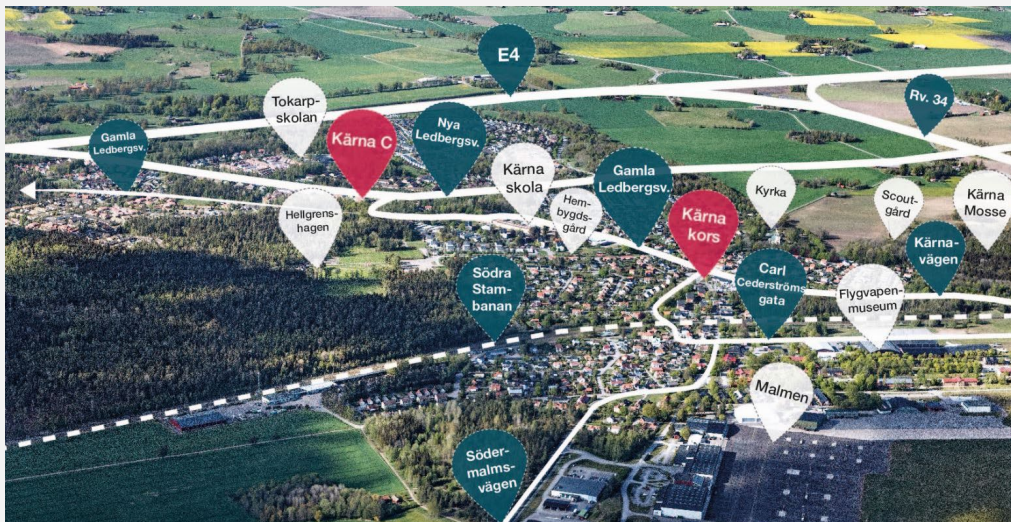 E4
Rv. 34
Tokarp-
skolan
Gamla
Ledbergsv.
Kärna C
Nya
Ledbergsv.
Kärna
skola
Gamla
Ledbergsv.
Hem-
bygds-
gård
Kyrka
Scout-
gård
Kärna
Mosse
Hellgrens-
hagen
Kärna
kors
Kärna-
vägen
Södra
Stam-
banan
Carl
Cederströms
gata
Flygvapen-
museum
Malmen
Söder-
malms-
vägen